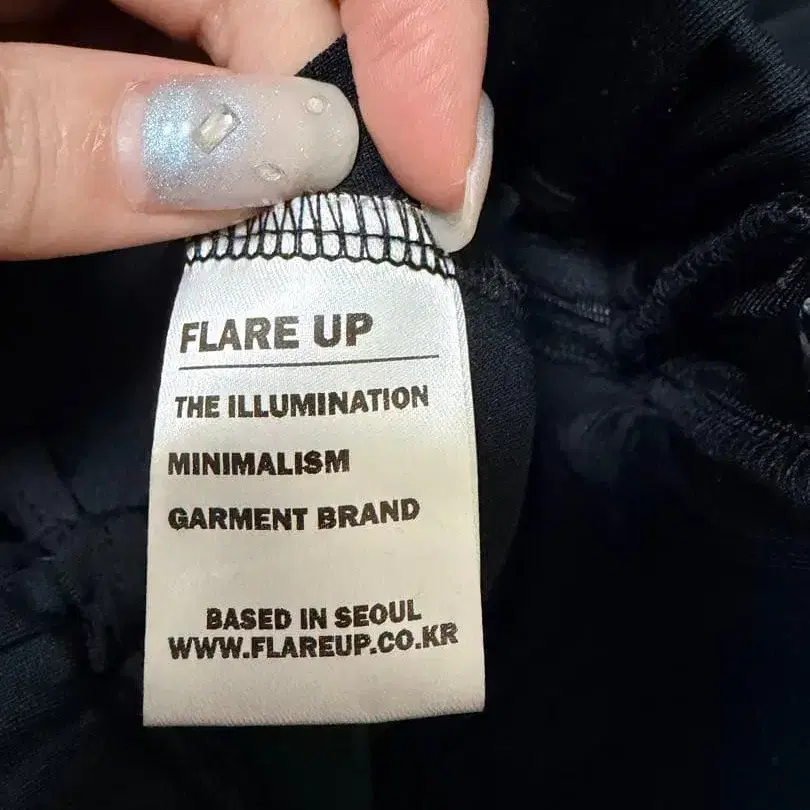 FLARE UP
THE ILLUMINATION
MINIMALISM
GARMENT BRAND
BASED IN SEOUL
WWW.FLAREUP.CO.KR